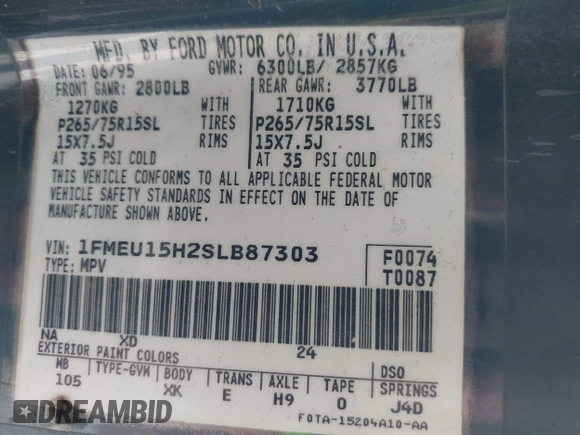 MFD. BY FORD MOTOR CO. IN U.S.A.
DATE: 06/95 GVWR: 6300LB/ 2857KG
FRONT GAWR: 2800LB REAR GAWR: 3770LB
1270KG WITH 1710KG WITH
P265/75R15SL TIRES P265/75R15SL TIRES
15X7.5J RIMS 15X7.5J RIMS
AT 35 PSI COLD AT 35 PSI COLD
THIS VEHICLE CONFORMS TO ALL APPLICABLE FEDERAL MOTOR
VEHICLE SAFETY STANDARDS IN EFFECT ON THE DATE OF
MANUFACTURE SHOWN ABOVE.
VIN: 1FMEU15H2SLB87303 F0074
TYPE: MPV T0087
NA XD 24
EXTERIOR PAINT COLORS DSO
WB TYPE-GVW BODY TRANS AXLE TAPE SPRINGS
105 XK E H9 0 J4D
F0TA-15204A10-AA
DREAMBID